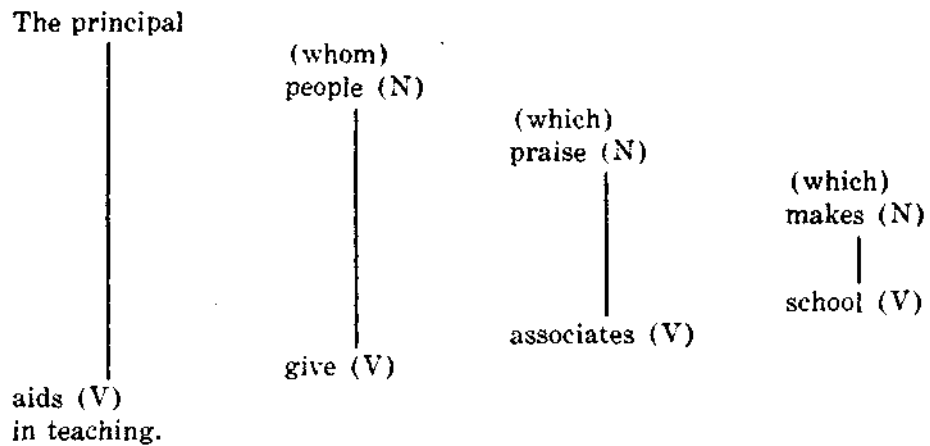 The principal
(whom)
people (N)
(which)
praise (N)
(which)
makes (N)
school (V)
associates (V)
give (V)
aids (V)
in teaching.